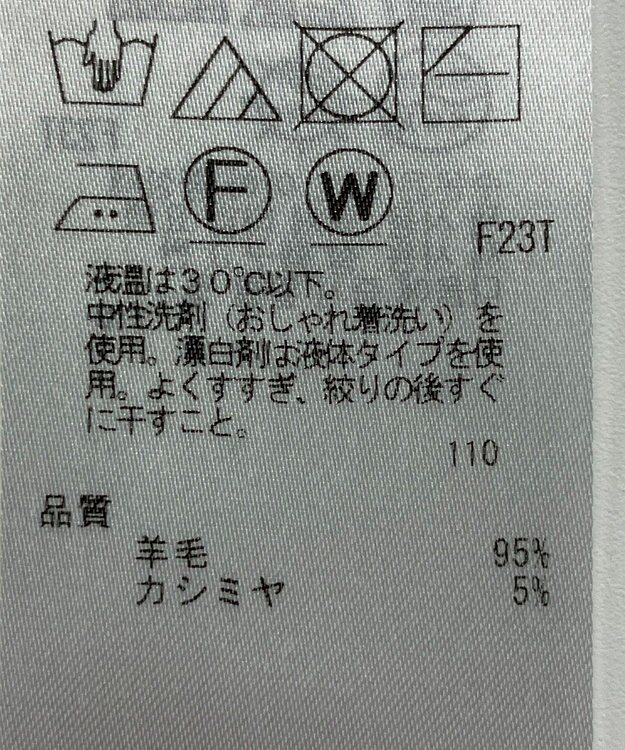 F W
F23T
液温は30℃以下。
中性洗剤（おしゃれ着洗い）を
使用。漂白剤は液体タイプを使
用。よくすすぎ、絞りの後すぐ
に干すこと。
110
品質
羊毛 95%
カシミヤ 5%